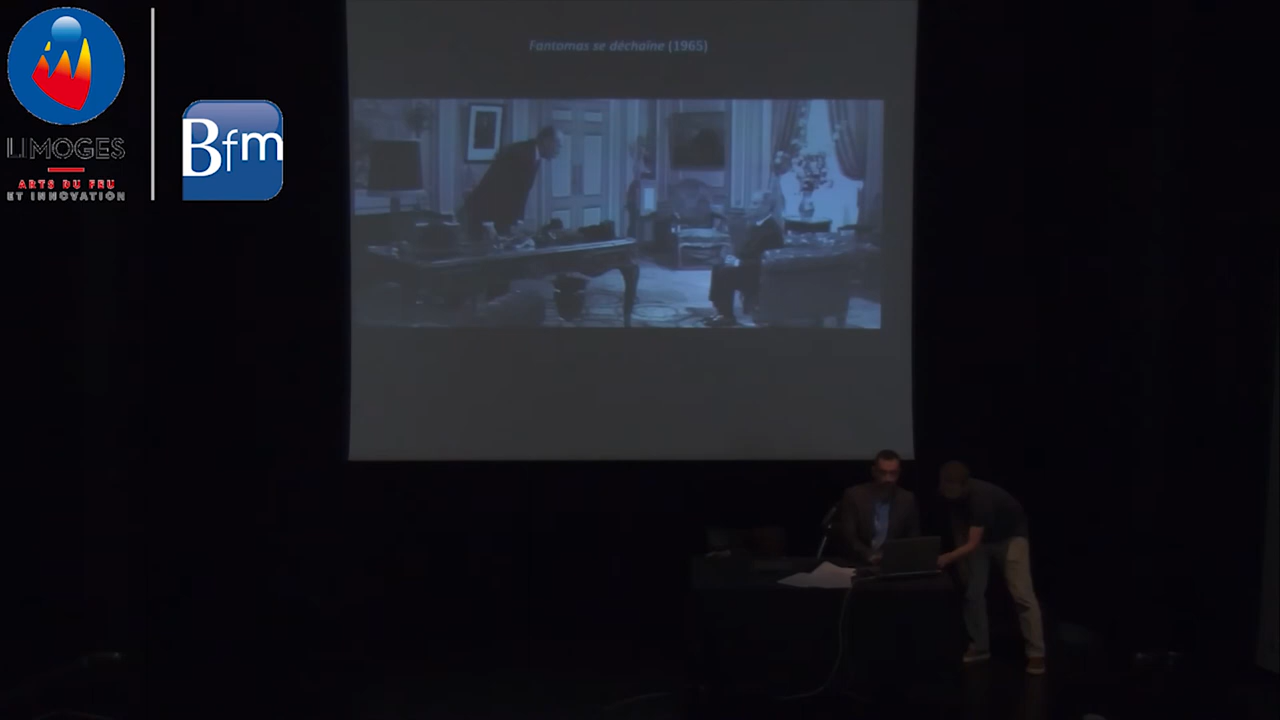 LIMOGES
ARTS DU FEU
ET INNOVATION
Bfm
Fantomas se déchaîne (1965)